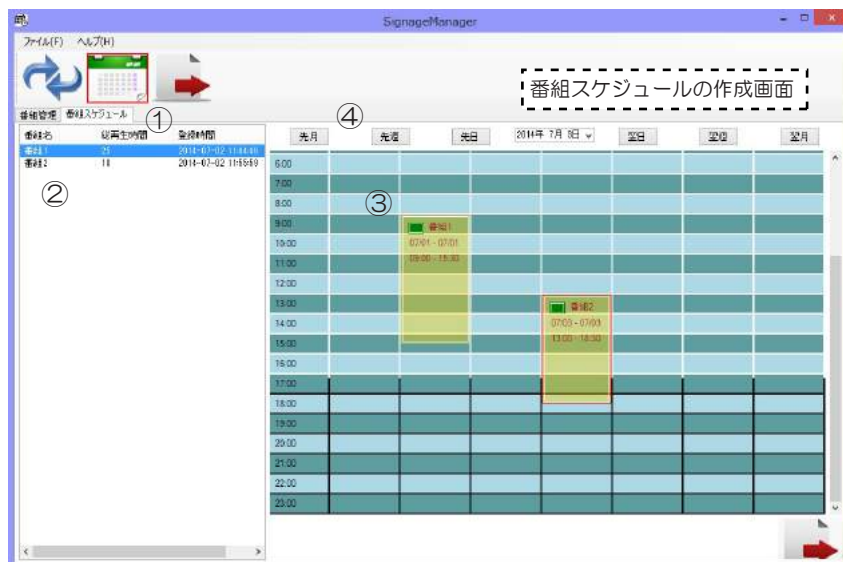 SignageManager
ファイル(F) ヘルプ(H)
番組スケジュールの作成画面
番組管理 番組スケジュール
①
④
番組名 総再生時間 登録時間
先月 先週 先日 2014年 7月 8日 翌日 翌週 翌月
番組1 25 2014-07-02 11:44:46
番組2 10 2014-07-02 11:55:59
②
③
6:00
7:00
8:00
9:00
10:00
11:00
12:00
13:00
14:00
15:00
16:00
17:00
18:00
19:00
20:00
21:00
22:00
23:00
番組1
07/01 - 07/01
09:00 - 15:30
番組2
07/03 - 07/03
13:00 - 18:30